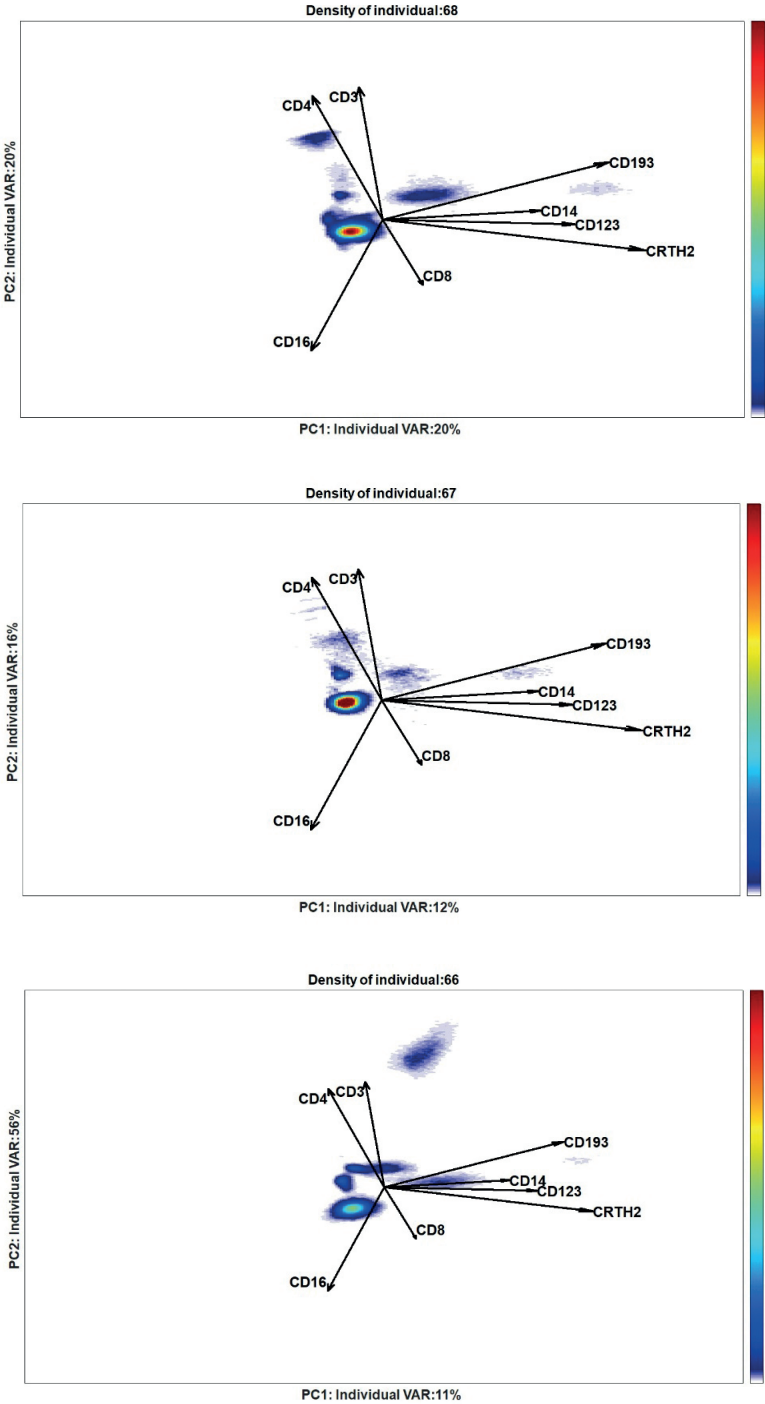 Density of individual:68
CD4
CD3
CD193
CD14
CD123
CRTH2
CD8
CD16
PC2: Individual VAR:20%
PC1: Individual VAR:20%
Density of individual:67
CD4
CD3
CD193
CD14
CD123
CRTH2
CD8
CD16
PC2: Individual VAR:16%
PC1: Individual VAR:12%
Density of individual:66
CD4
CD3
CD193
CD14
CD123
CRTH2
CD8
CD16
PC2: Individual VAR:56%
PC1: Individual VAR:11%